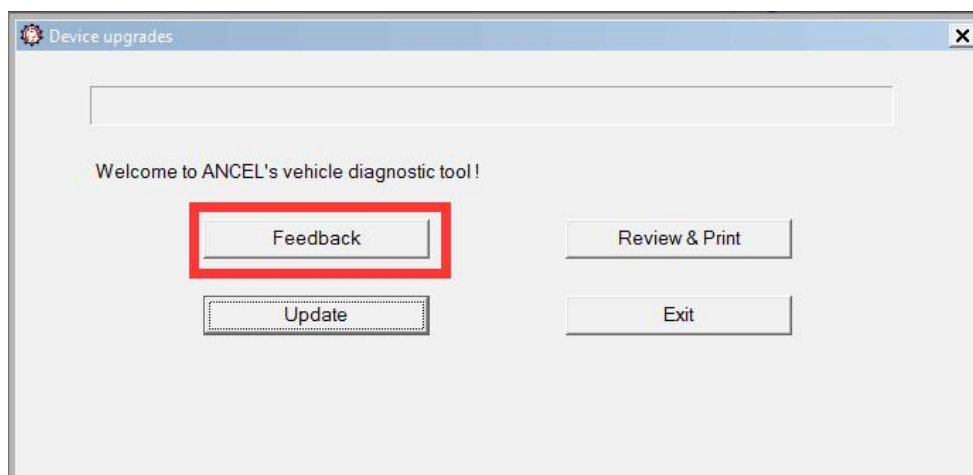 Device upgrades
Welcome to ANCEL's vehicle diagnostic tool !
Feedback
Review & Print
Update
Exit